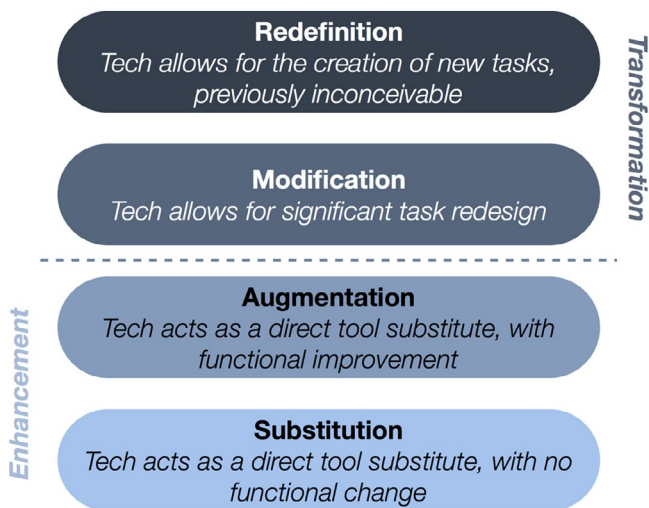 Redefinition
Tech allows for the creation of new tasks,
previously inconceivable
Transformation
Modification
Tech allows for significant task redesign
Enhancement
Augmentation
Tech acts as a direct tool substitute, with
functional improvement
Substitution
Tech acts as a direct tool substitute, with no
functional change